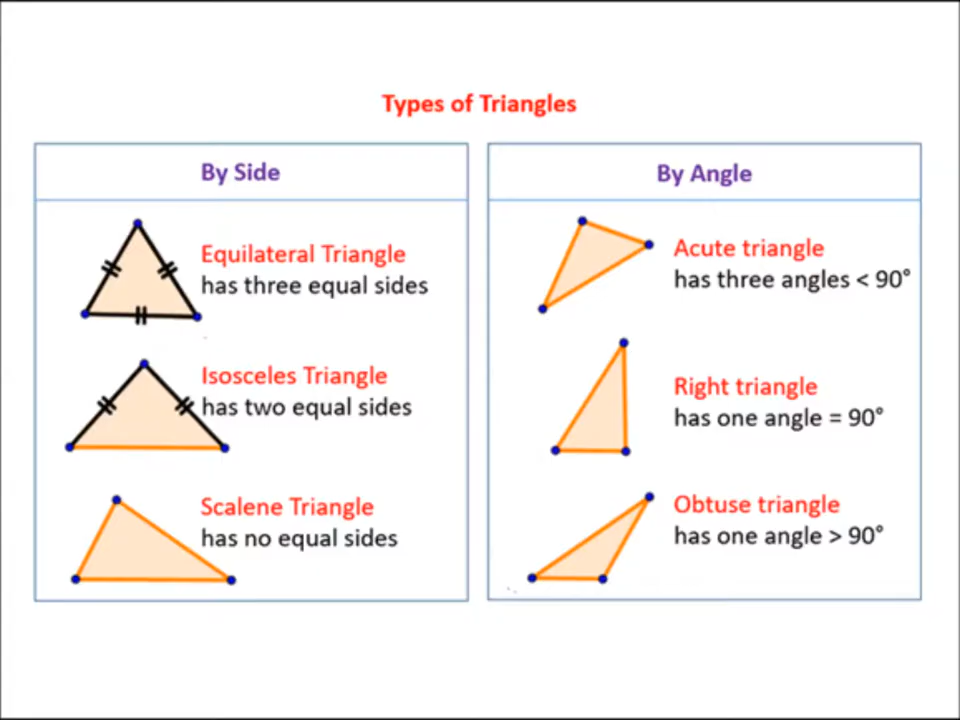 Types of Triangles
By Side
Equilateral Triangle
has three equal sides
Isosceles Triangle
has two equal sides
Scalene Triangle
has no equal sides
By Angle
Acute triangle
has three angles < 90°
Right triangle
has one angle = 90°
Obtuse triangle
has one angle > 90°